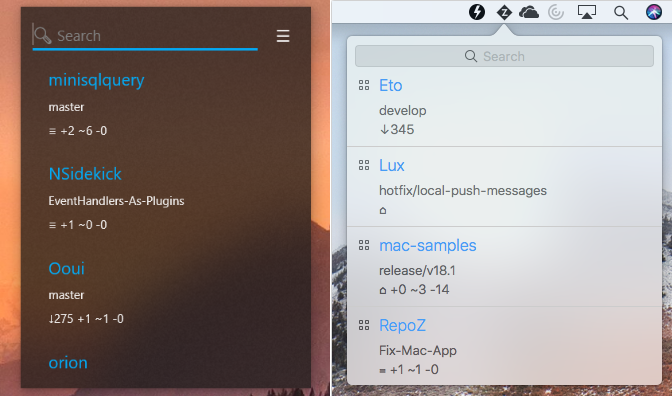 Search
minisqlquery
master
≡ +2 ~6 -0
NSidekick
EventHandlers-As-Plugins
≡ +1 ~0 -0
Ooui
master
↓275 +1 ~1 -0
orion
Search
Eto
develop
↓345
Lux
hotfix/local-push-messages
⌂
mac-samples
release/v18.1
⌂ +0 ~3 -14
RepoZ
Fix-Mac-App
≡ +1 ~1 -0